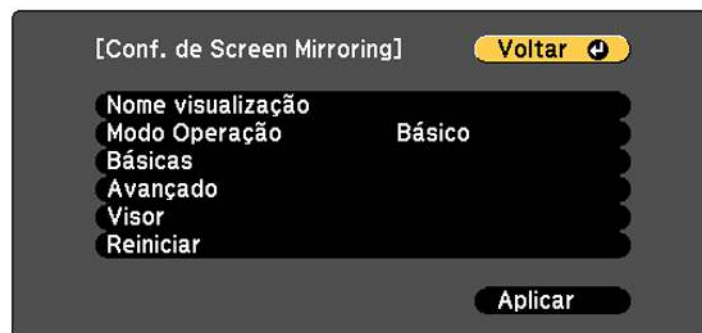 [Conf. de Screen Mirroring] Voltar
Nome visualização
Modo Operação Básico
Básicas
Avançado
Visor
Reiniciar
Aplicar